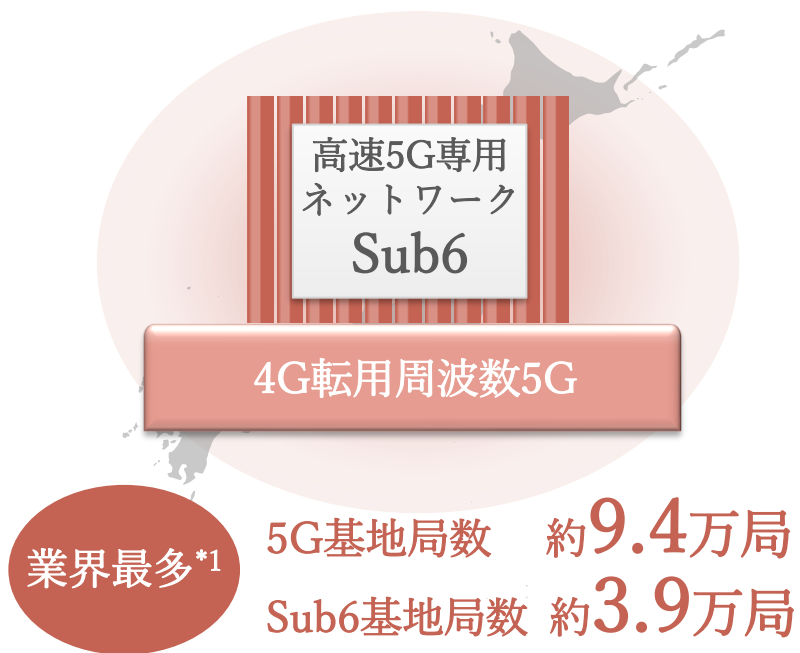 高速5G専用
ネットワーク
Sub6
4G転用周波数5G
業界最多*1
5G基地局数 約9.4万局
Sub6基地局数 約3.9万局